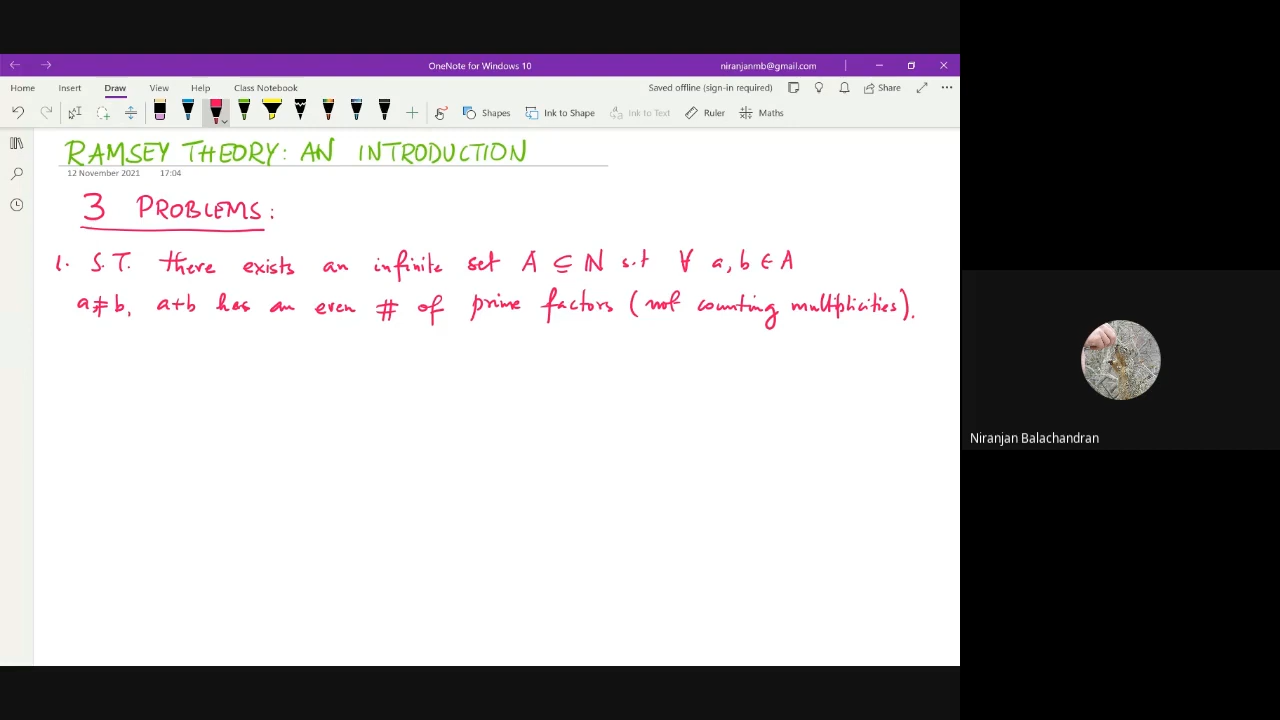 OneNote for Windows 10
niranjanmb@gmail.com
Home Insert Draw View Help Class Notebook
Saved offline (sign-in required)
Share
Shapes Ink to Shape Ink to Text Ruler Maths
RAMSEY THEORY: AN INTRODUCTION
12 November 2021 17:04
3 PROBLEMS:
1. S.T. there exists an infinite set A ⊆ N s.t ∀ a, b ∈ A
a≠b, a+b has an even # of prime factors (not counting multiplicities).
Niranjan Balachandran